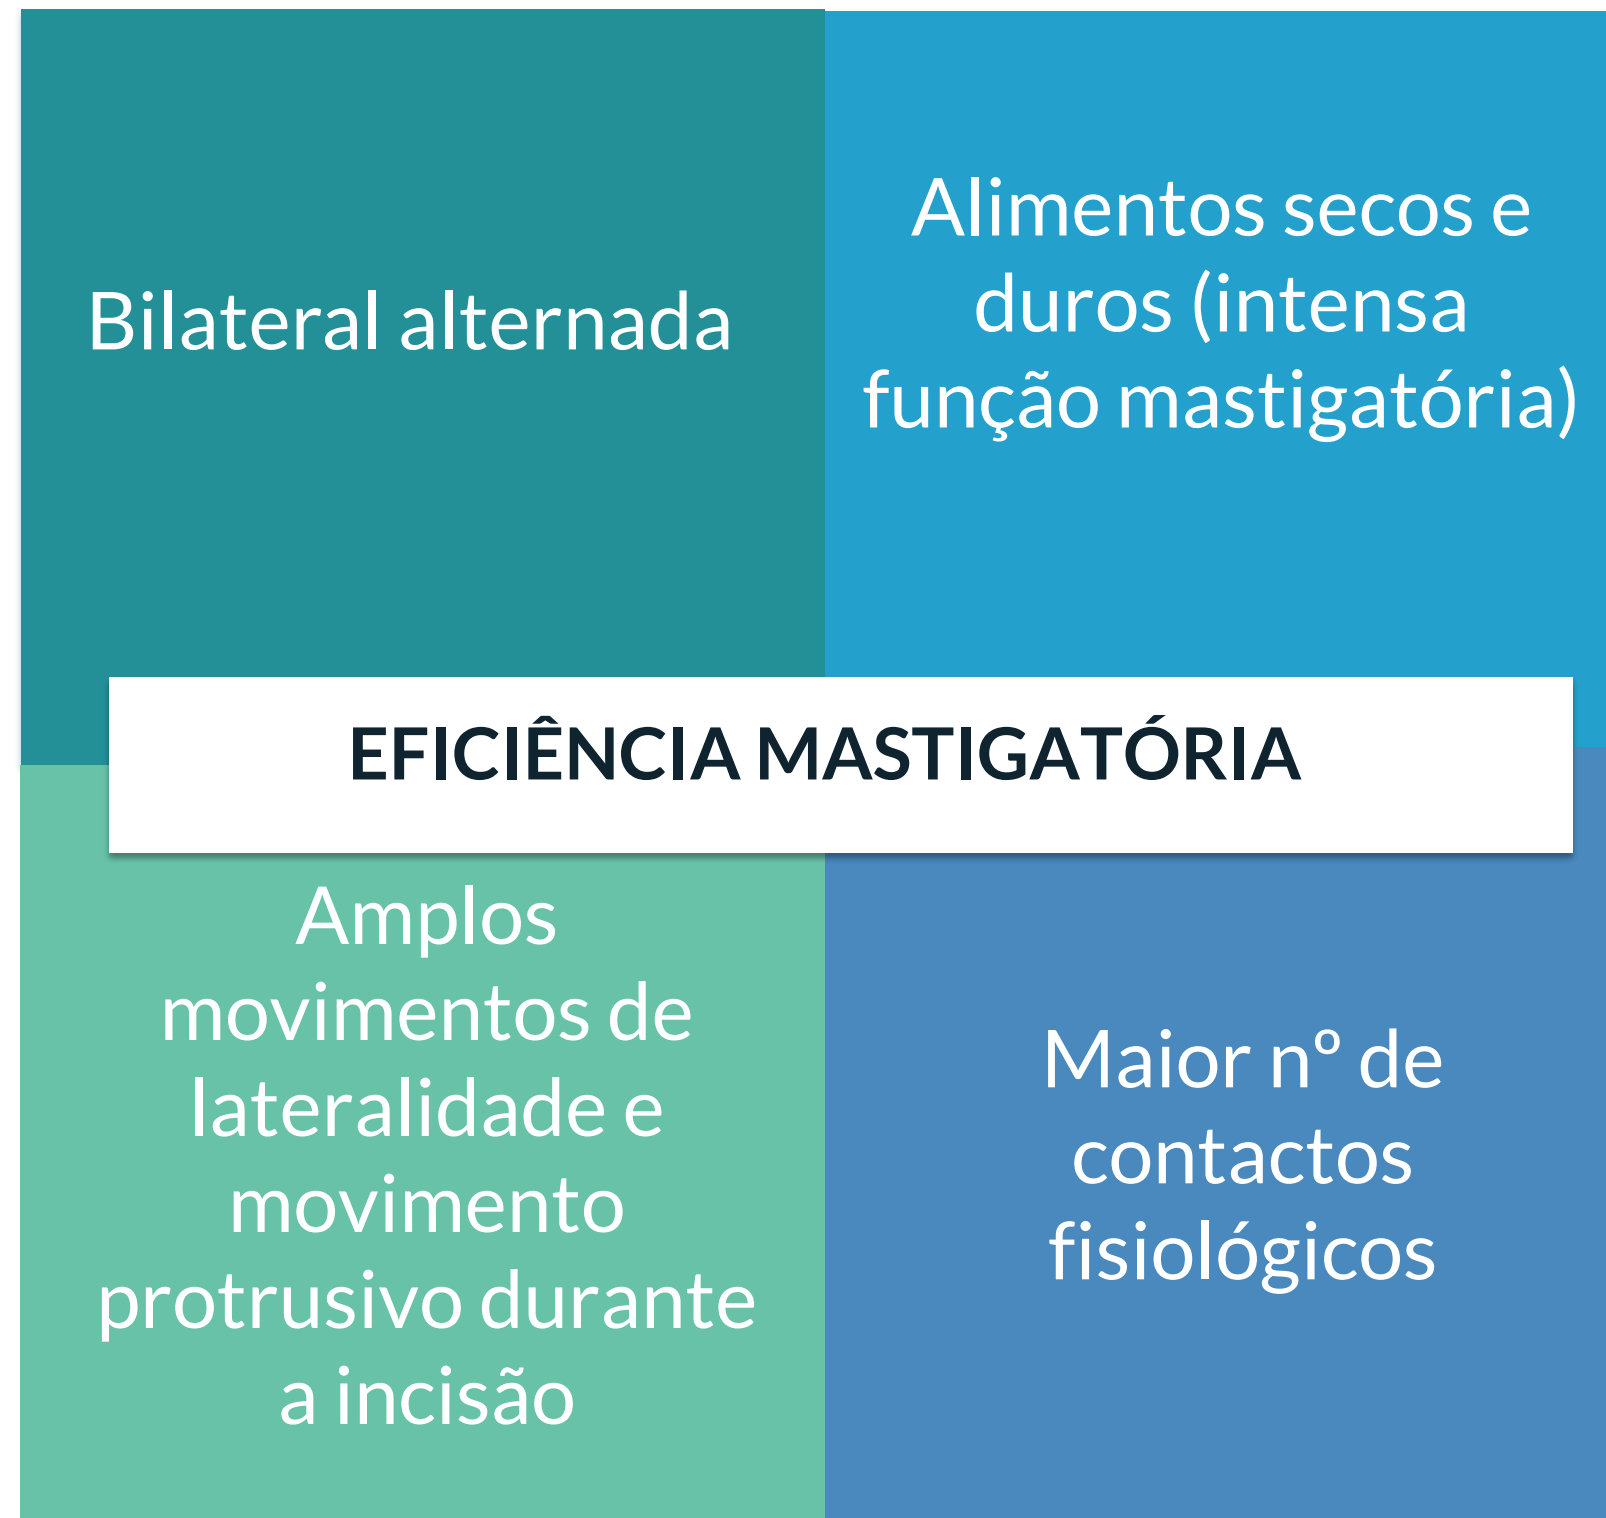 Bilateral alternada
Alimentos secos e
duros (intensa
função mastigatória)
EFICIÊNCIA MASTIGATÓRIA
Amplos
movimentos de
lateralidade e
movimento
protrusivo durante
a incisão
Maior nº de
contactos
fisiológicos